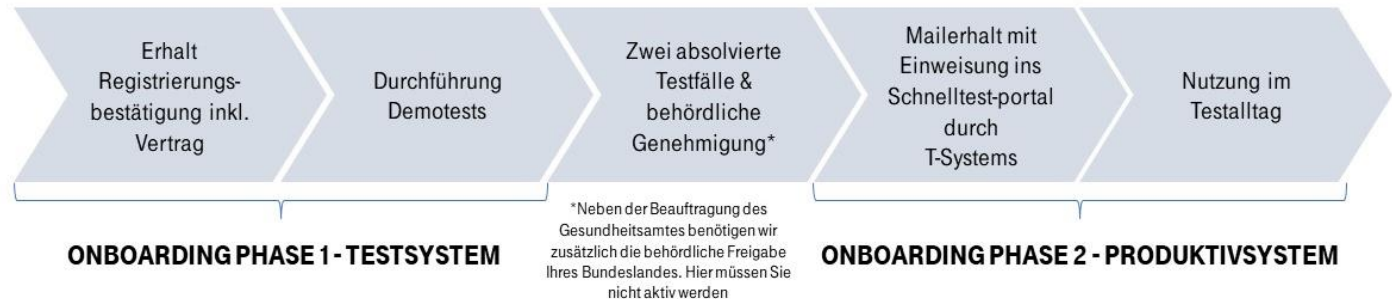 Erhalt
Registrierungs-
bestätigung inkl.
Vertrag
Durchführung
Demotests
Zwei absolvierte
Testfälle &
behördliche
Genehmigung*
Mailerhalt mit
Einweisung ins
Schnelltest-portal
durch
T-Systems
Nutzung im
Testalltag
ONBOARDING PHASE 1 - TESTSYSTEM
*Neben der Beauftragung des
Gesundheitsamtes benötigen wir
zusätzlich die behördliche Freigabe
Ihres Bundeslandes. Hier müssen Sie
nicht aktiv werden
ONBOARDING PHASE 2 - PRODUKTIVSYSTEM